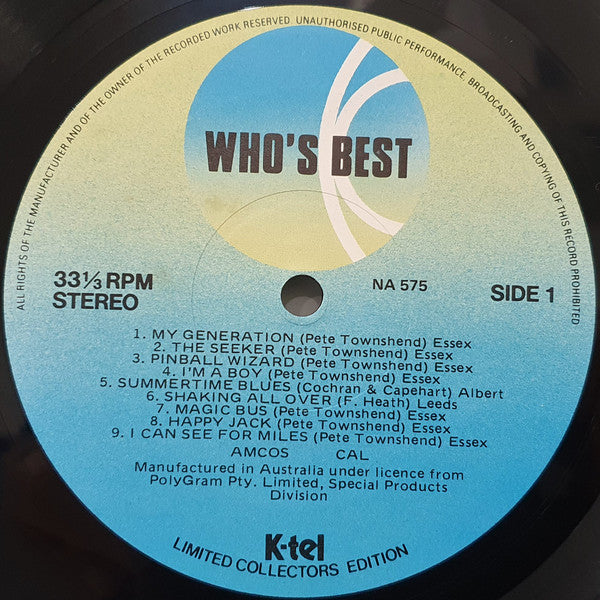 ALL RIGHTS OF THE MANUFACTURER AND OF THE OWNER OF THE RECORDED WORK RESERVED. UNAUTHORISED PUBLIC PERFORMANCE, BROADCASTING AND COPYING OF THIS RECORD PROHIBITED
WHO'S BEST
33⅓ RPM
STEREO
NA 575
SIDE 1
1. MY GENERATION (Pete Townshend) Essex
2. THE SEEKER (Pete Townshend) Essex
3. PINBALL WIZARD (Pete Townshend) Essex
4. I'M A BOY (Pete Townshend) Essex
5. SUMMERTIME BLUES (Cochran & Capehart) Albert
6. SHAKING ALL OVER (F. Heath) Leeds
7. MAGIC BUS (Pete Townshend) Essex
8. HAPPY JACK (Pete Townshend) Essex
9. I CAN SEE FOR MILES (Pete Townshend) Essex
AMCOS CAL
Manufactured in Australia under licence from
PolyGram Pty. Limited, Special Products
Division
K-tel
LIMITED COLLECTORS EDITION